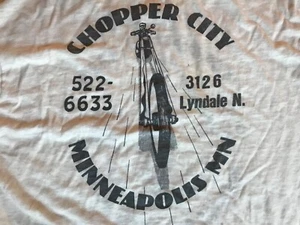 CHOPPER CITY
522-
6633
3126
Lyndale N.
MINNEAPOLIS MN